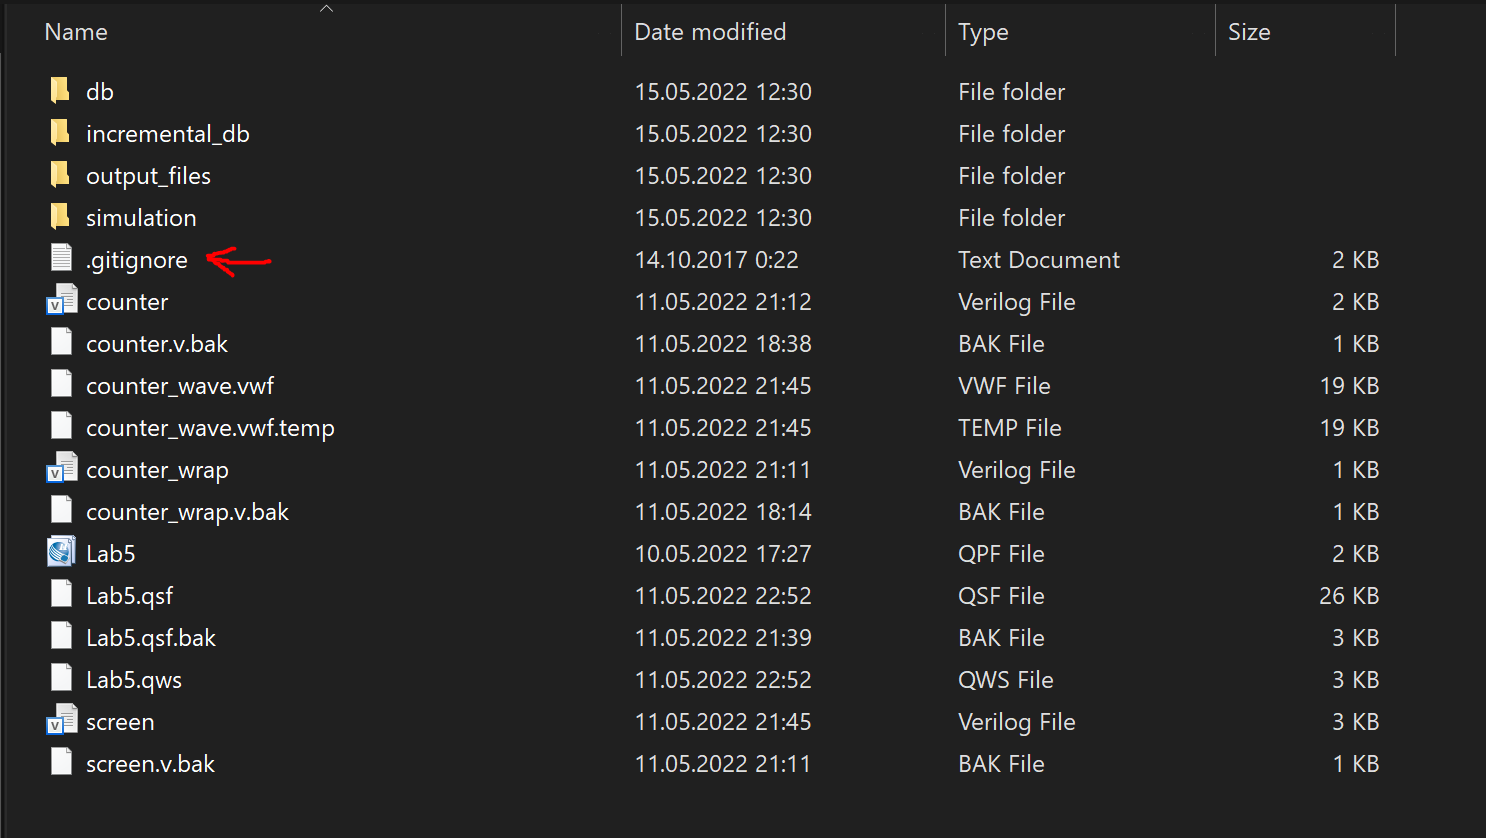 Name Date modified Type Size
db 15.05.2022 12:30 File folder
incremental_db 15.05.2022 12:30 File folder
output_files 15.05.2022 12:30 File folder
simulation 15.05.2022 12:30 File folder
.gitignore 14.10.2017 0:22 Text Document 2 KB
counter 11.05.2022 21:12 Verilog File 2 KB
counter.v.bak 11.05.2022 18:38 BAK File 1 KB
counter_wave.vwf 11.05.2022 21:45 VWF File 19 KB
counter_wave.vwf.temp 11.05.2022 21:45 TEMP File 19 KB
counter_wrap 11.05.2022 21:11 Verilog File 1 KB
counter_wrap.v.bak 11.05.2022 18:14 BAK File 1 KB
Lab5 10.05.2022 17:27 QPF File 2 KB
Lab5.qsf 11.05.2022 22:52 QSF File 26 KB
Lab5.qsf.bak 11.05.2022 21:39 BAK File 3 KB
Lab5.qws 11.05.2022 22:52 QWS File 3 KB
screen 11.05.2022 21:45 Verilog File 3 KB
screen.v.bak 11.05.2022 21:11 BAK File 1 KB